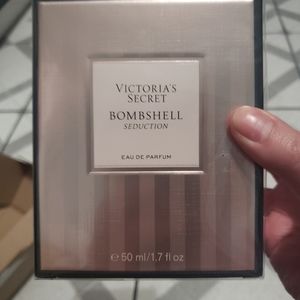 VICTORIA'S
SECRET
BOMBSHELL
SEDUCTION
EAU DE PARFUM
℮ 50 ml/1.7 fl oz